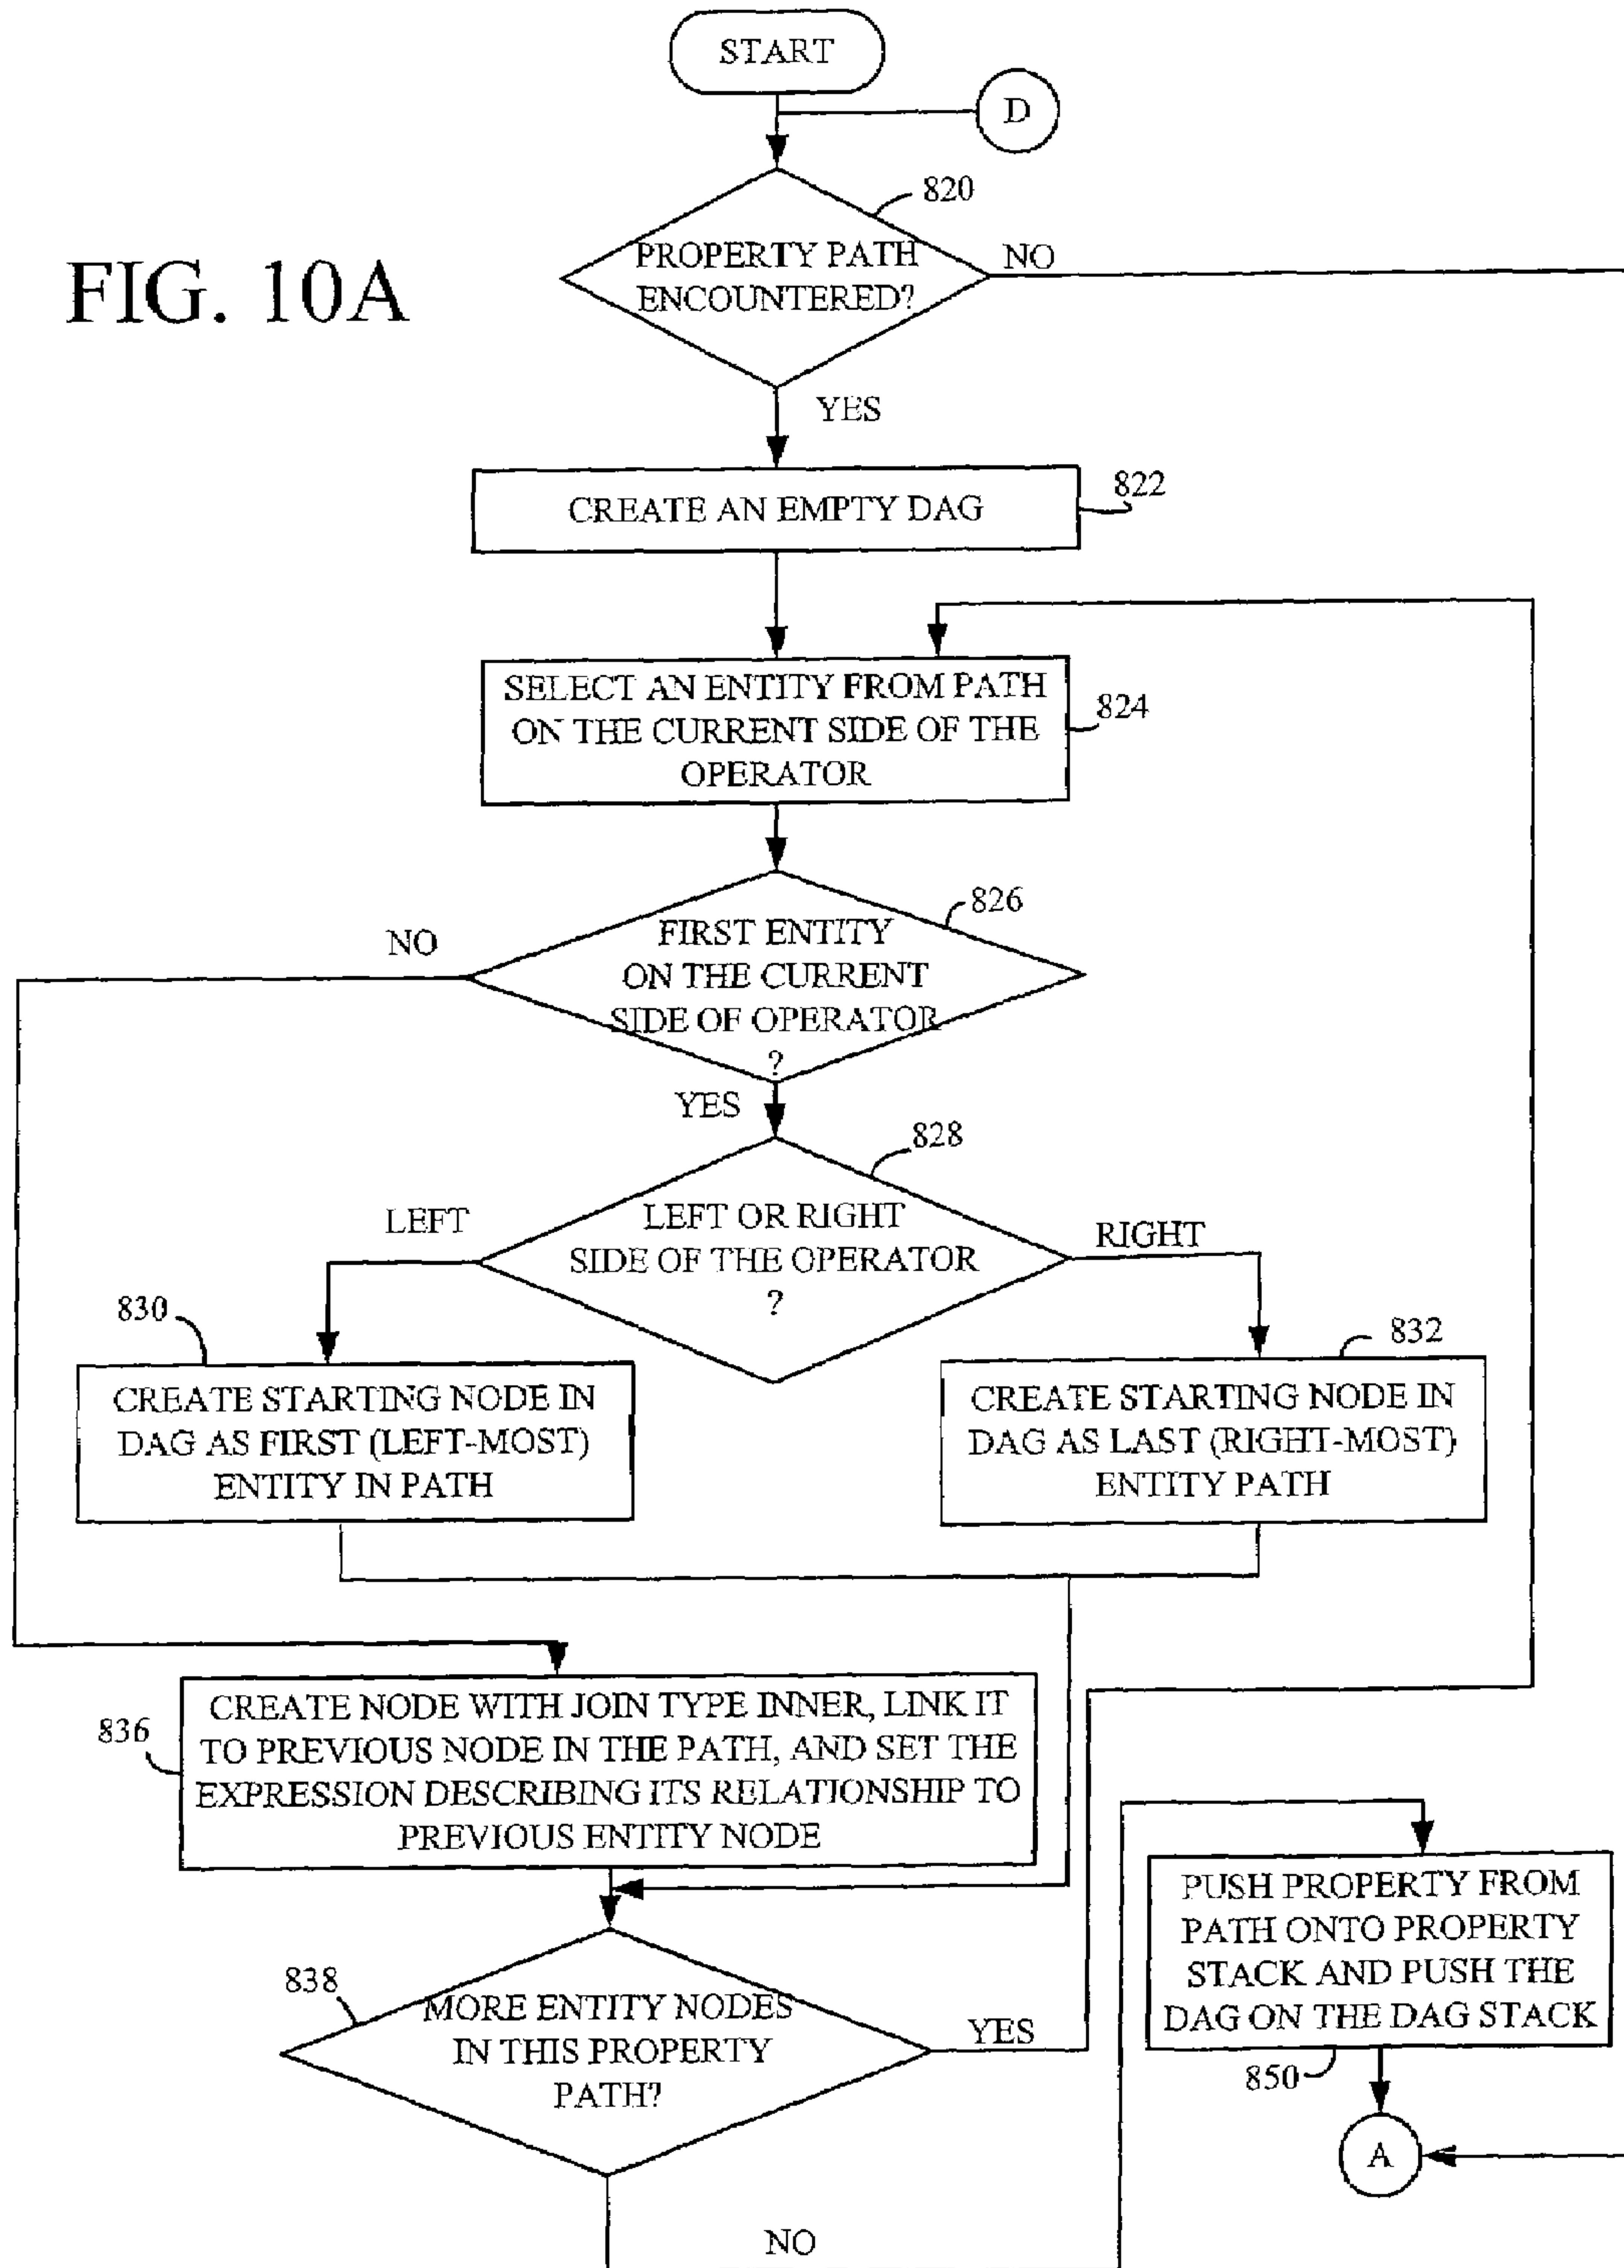 START
D
820
PROPERTY PATH
ENCOUNTERED?
NO
FIG. 10A
YES
CREATE AN EMPTY DAG
822
SELECT AN ENTITY FROM PATH
ON THE CURRENT SIDE OF THE
OPERATOR
824
826
FIRST ENTITY
ON THE CURRENT
SIDE OF OPERATOR
?
NO
YES
828
LEFT OR RIGHT
SIDE OF THE OPERATOR
?
LEFT
RIGHT
830
CREATE STARTING NODE IN
DAG AS FIRST (LEFT-MOST)
ENTITY IN PATH
832
CREATE STARTING NODE IN
DAG AS LAST (RIGHT-MOST)
ENTITY PATH
836
CREATE NODE WITH JOIN TYPE INNER, LINK IT
TO PREVIOUS NODE IN THE PATH, AND SET THE
EXPRESSION DESCRIBING ITS RELATIONSHIP TO
PREVIOUS ENTITY NODE
838
MORE ENTITY NODES
IN THIS PROPERTY
PATH?
YES
NO
PUSH PROPERTY FROM
PATH ONTO PROPERTY
STACK AND PUSH THE
DAG ON THE DAG STACK
850
A